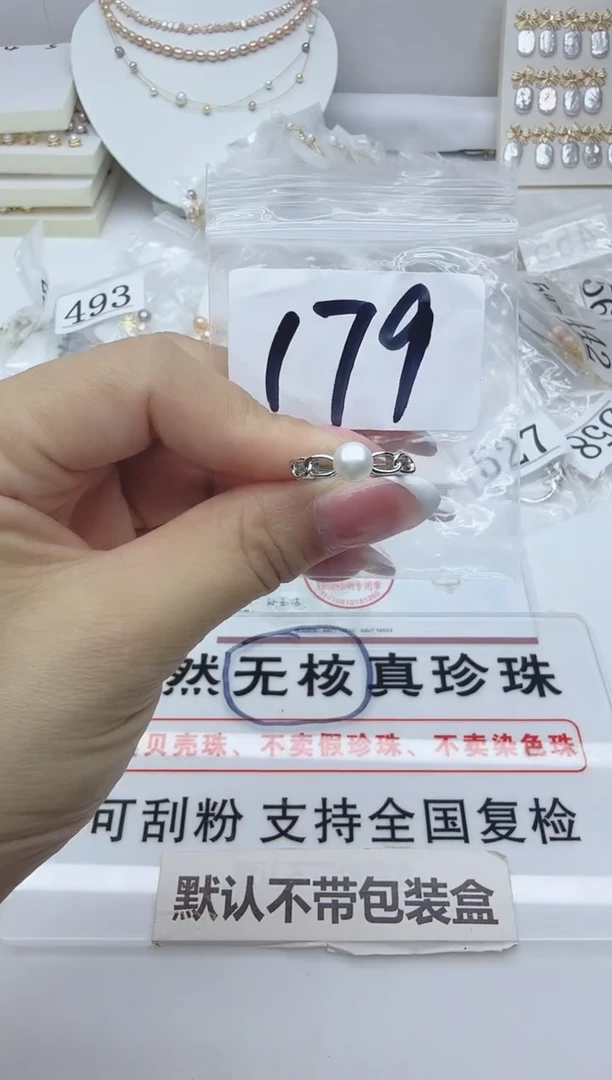 493
179
527
然无核真珍珠
贝壳珠、不卖假珍珠、不卖染色珠
可刮粉 支持全国复检
默认不带包装盒